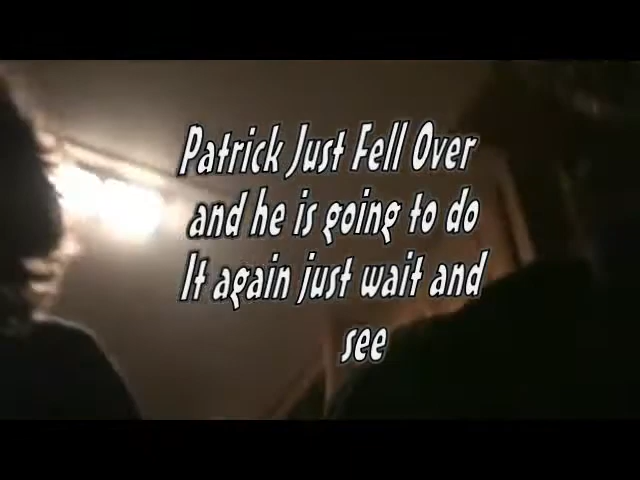 Patrick Just Fell Over
and he is going to do
It again just wait and
see